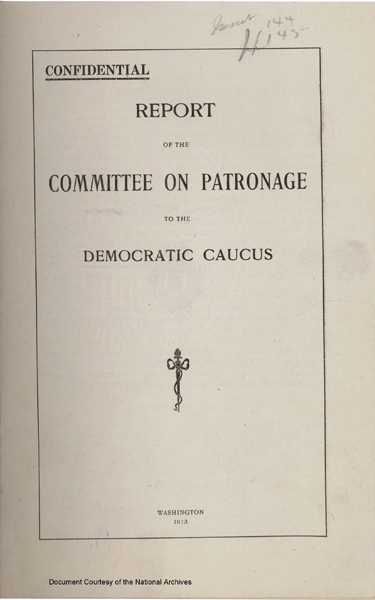 144
145
CONFIDENTIAL
REPORT
OF THE
COMMITTEE ON PATRONAGE
TO THE
DEMOCRATIC CAUCUS
WASHINGTON
1913
Document Courtesy of the National Archives